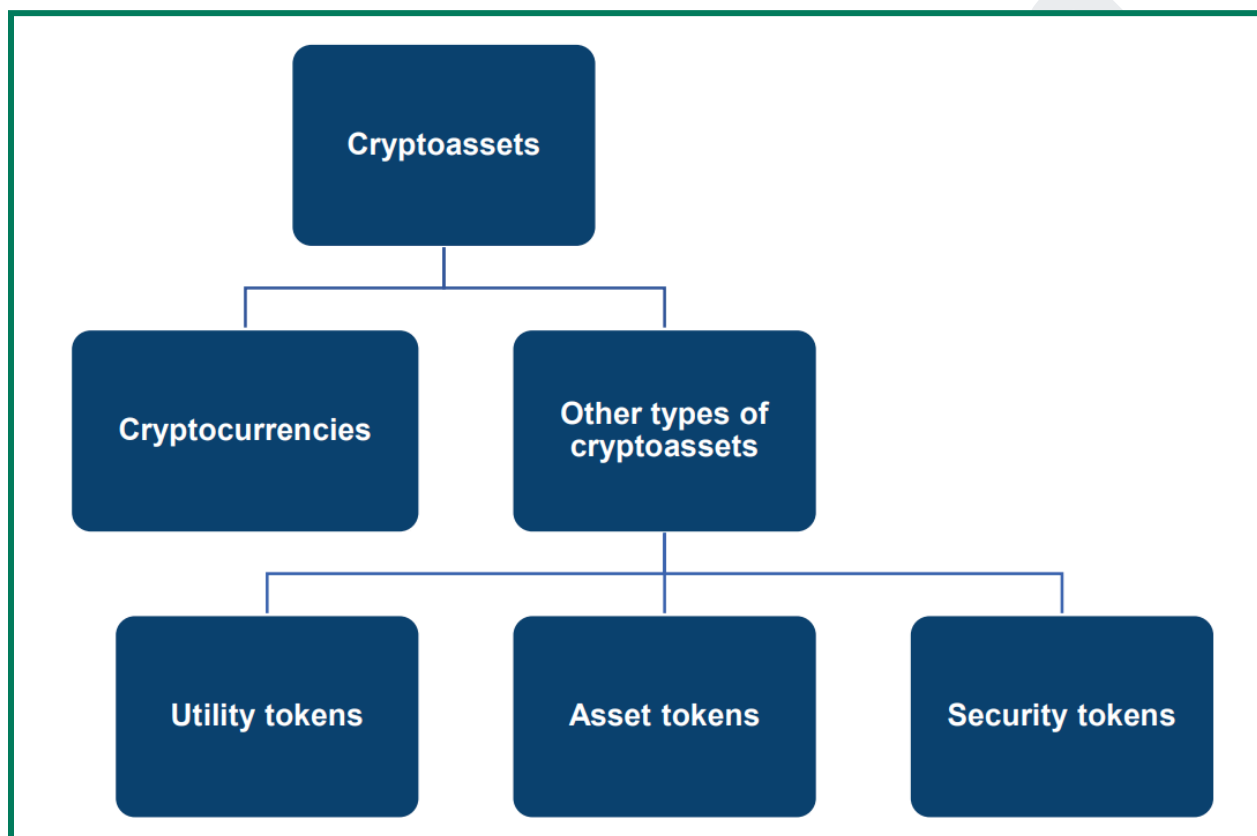 Cryptoassets
Cryptocurrencies
Other types of
cryptoassets
Utility tokens
Asset tokens
Security tokens